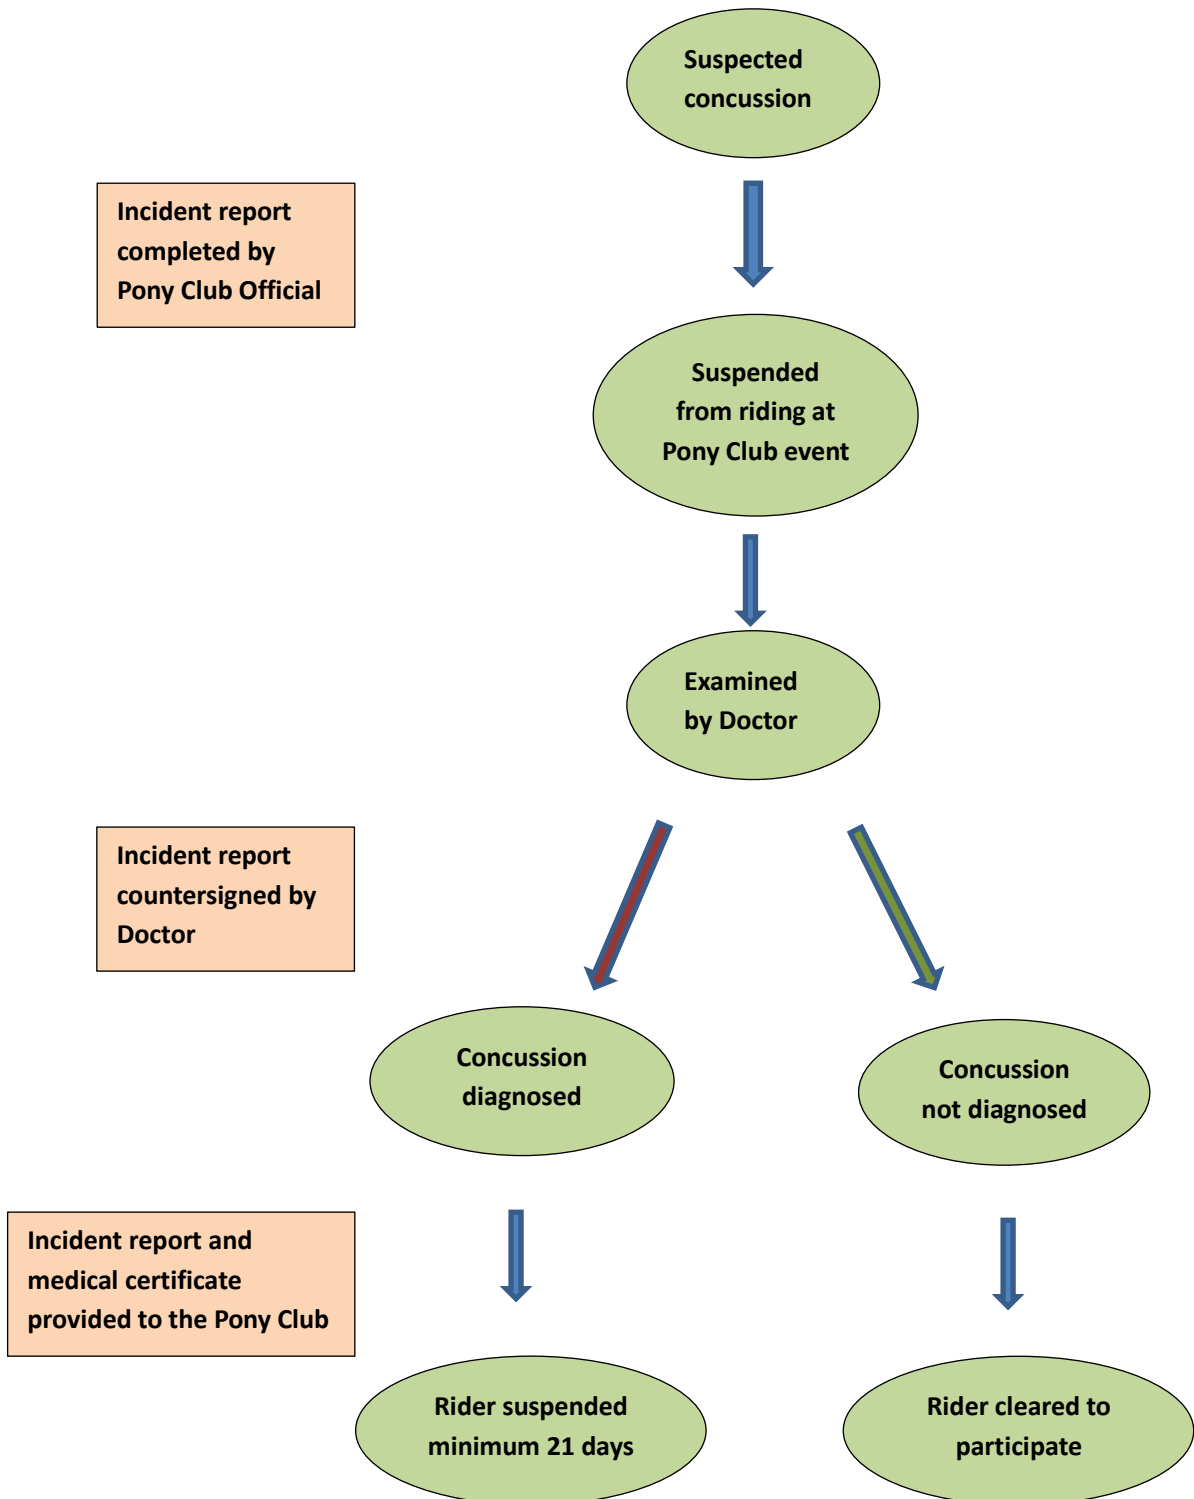 Suspected
concussion
Incident report
completed by
Pony Club Official
Suspended
from riding at
Pony Club event
Examined
by Doctor
Incident report
countersigned by
Doctor
Concussion
diagnosed
Concussion
not diagnosed
Incident report and
medical certificate
provided to the Pony Club
Rider suspended
minimum 21 days
Rider cleared to
participate